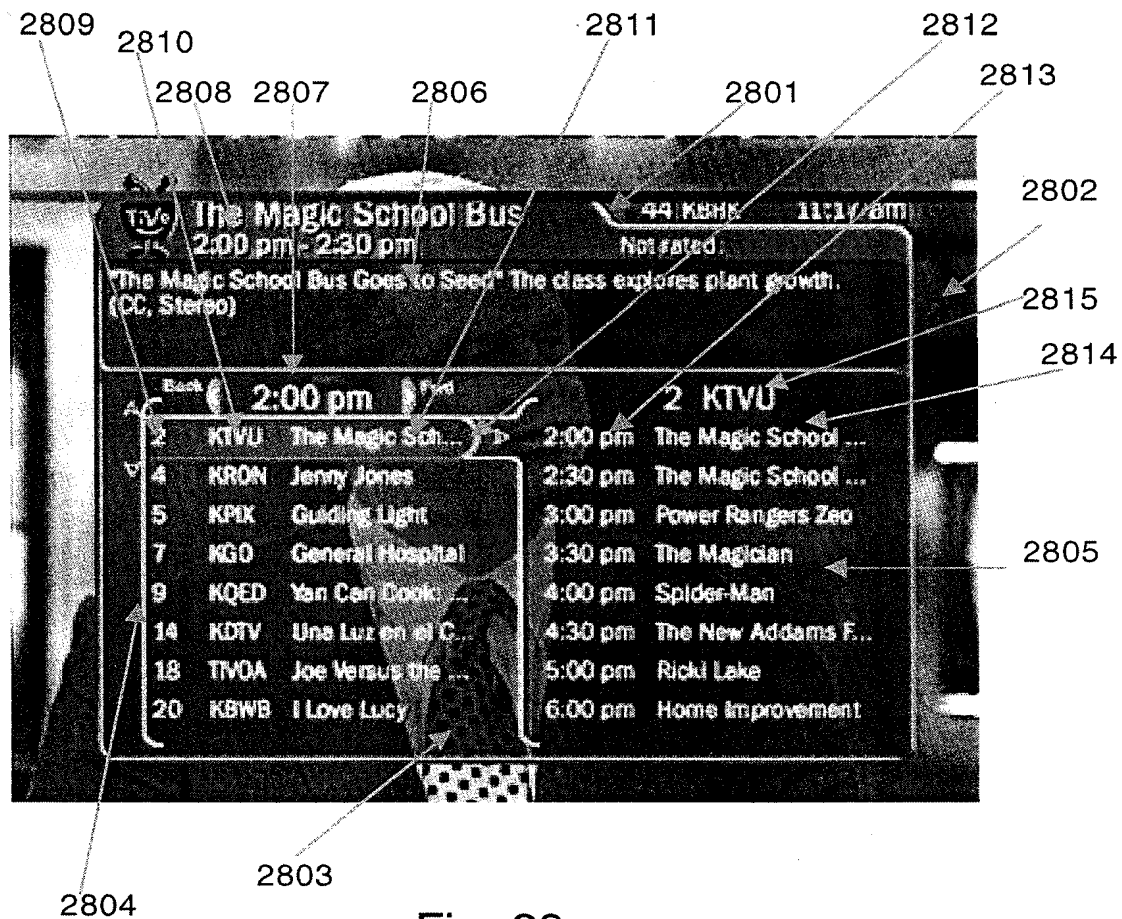 2809 2810 2811 2812
2813
2808 2807 2806 2801
2802
TiVo The Magic School Bus 44 KBHK 11:17 am
2:00 pm - 2:30 pm Not rated
"The Magic School Bus Goes to Seed" The class explores plant growth.
(CC, Stereo)
2815
2814
Back 2:00 pm Fwd 2 KTVU
2 KTVU The Magic Sch... 2:00 pm The Magic School ...
4 KRON Jenny Jones 2:30 pm The Magic School ...
5 KPIX Guiding Light 3:00 pm Power Rangers Zeo
7 KGO General Hospital 3:30 pm The Magician
2805
9 KQED Yan Can Cook: ... 4:00 pm Spider-Man
14 KDTV Una Luz en el C... 4:30 pm The New Addams F...
18 TIVOA Joe Versus the ... 5:00 pm Ricki Lake
20 KBWB I Love Lucy 6:00 pm Home Improvement
2803
2804